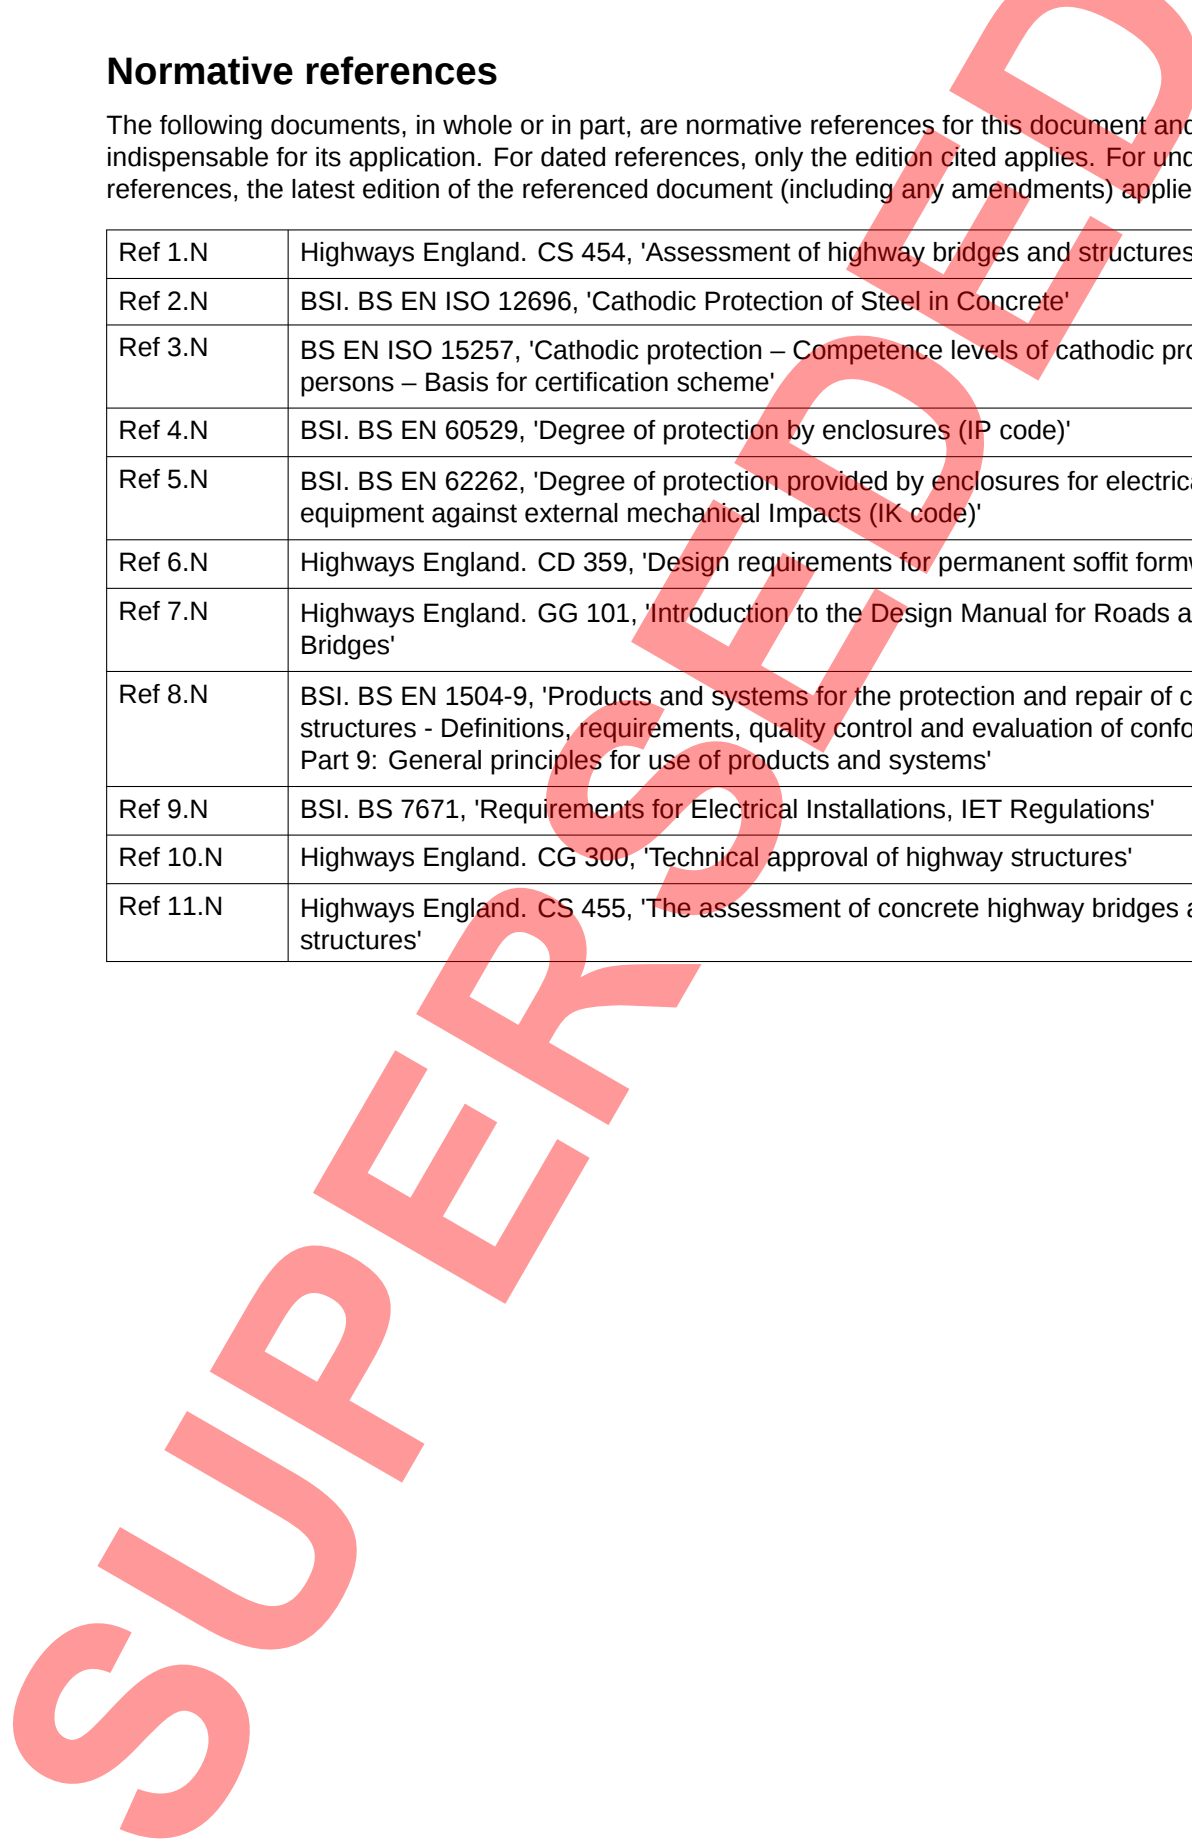 Normative references
The following documents, in whole or in part, are normative references for this document and
indispensable for its application. For dated references, only the edition cited applies. For
references, the latest edition of the referenced document (including any amendments)
Ref 1.N Highways England. CS 454, 'Assessment of highway bridges and structures
Ref 2.N BSI. BS EN ISO 12696, 'Cathodic Protection of Steel in Concrete'
Ref 3.N BS EN ISO 15257, 'Cathodic protection – Competence levels of cathodic
persons – Basis for certification scheme'
Ref 4.N BSI. BS EN 60529, 'Degree of protection by enclosures (IP code)'
Ref 5.N BSI. BS EN 62262, 'Degree of protection provided by enclosures for
equipment against external mechanical Impacts (IK code)'
Ref 6.N Highways England. CD 359, 'Design requirements for permanent soffit
Ref 7.N Highways England. GG 101, 'Introduction to the Design Manual for Roads
Bridges'
Ref 8.N BSI. BS EN 1504-9, 'Products and systems for the protection and repair of
structures - Definitions, requirements, quality control and evaluation of
Part 9: General principles for use of products and systems'
Ref 9.N BSI. BS 7671, 'Requirements for Electrical Installations, IET Regulations'
Ref 10.N Highways England. CG 300, 'Technical approval of highway structures'
Ref 11.N Highways England. CS 455, 'The assessment of concrete highway bridges
structures'
SUPERSEDED